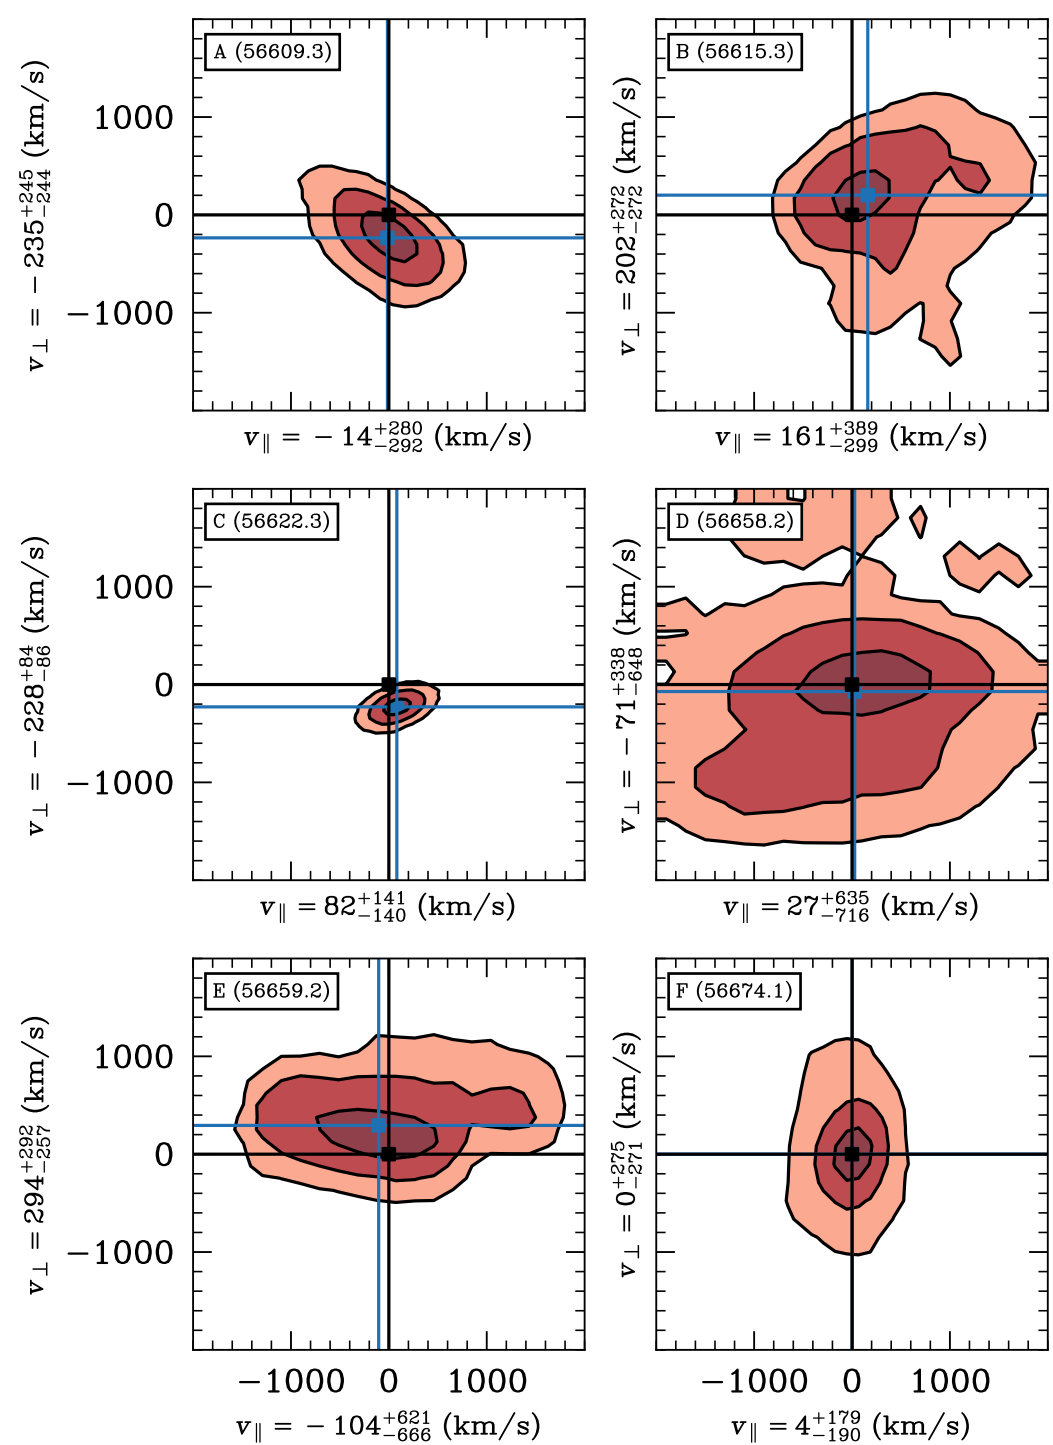 A (56609.3)
B (56615.3)
1000
0
−1000
v⊥ = −235+245−244 (km/s)
v⊥ = 202+272−272 (km/s)
v∥ = −14+280−292 (km/s)
v∥ = 161+389−299 (km/s)
C (56622.3)
D (56658.2)
1000
0
−1000
v⊥ = −228+84−86 (km/s)
v⊥ = −71+338−648 (km/s)
v∥ = 82+141−140 (km/s)
v∥ = 27+635−716 (km/s)
E (56659.2)
F (56674.1)
1000
0
−1000
v⊥ = 294+292−257 (km/s)
v⊥ = 0+275−271 (km/s)
−1000 0 1000
−1000 0 1000
v∥ = −104+621−666 (km/s)
v∥ = 4+179−190 (km/s)